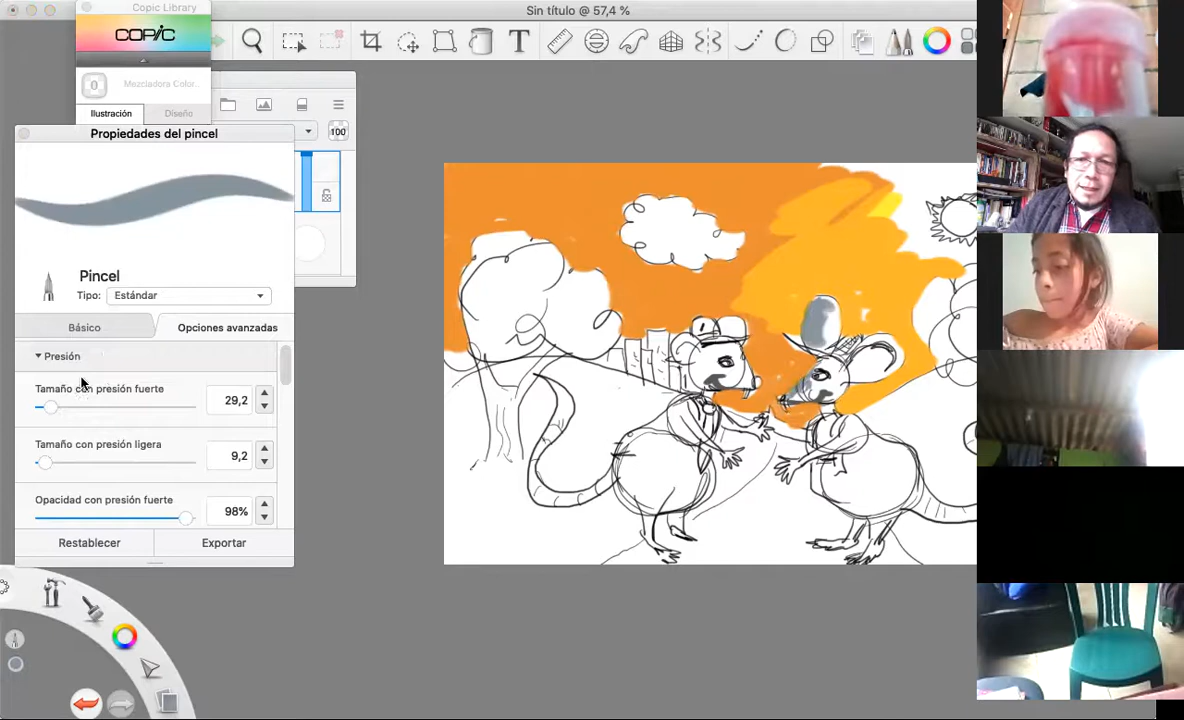 Copic Library
Sin título @ 57,4 %
COPIC
T
0
Mezcladora Color..
Ilustración
Diseño
100
Propiedades del pincel
Pincel
Tipo:
Estándar
Básico
Opciones avanzadas
Presión
Tamaño con presión fuerte
29,2
Tamaño con presión ligera
9,2
Opacidad con presión fuerte
98%
Restablecer
Exportar